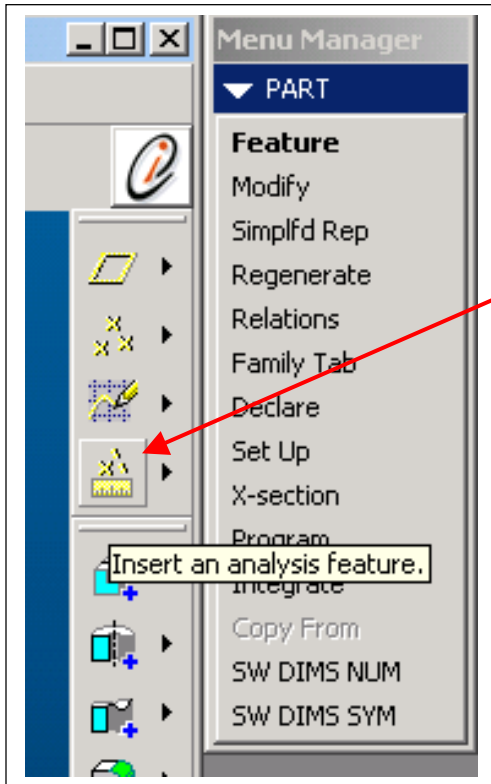 Menu Manager
PART
Feature
Modify
Simplfd Rep
Regenerate
Relations
Family Tab
Declare
Set Up
X-section
Program
Insert an analysis feature.
Integrate
Copy From
SW DIMS NUM
SW DIMS SYM